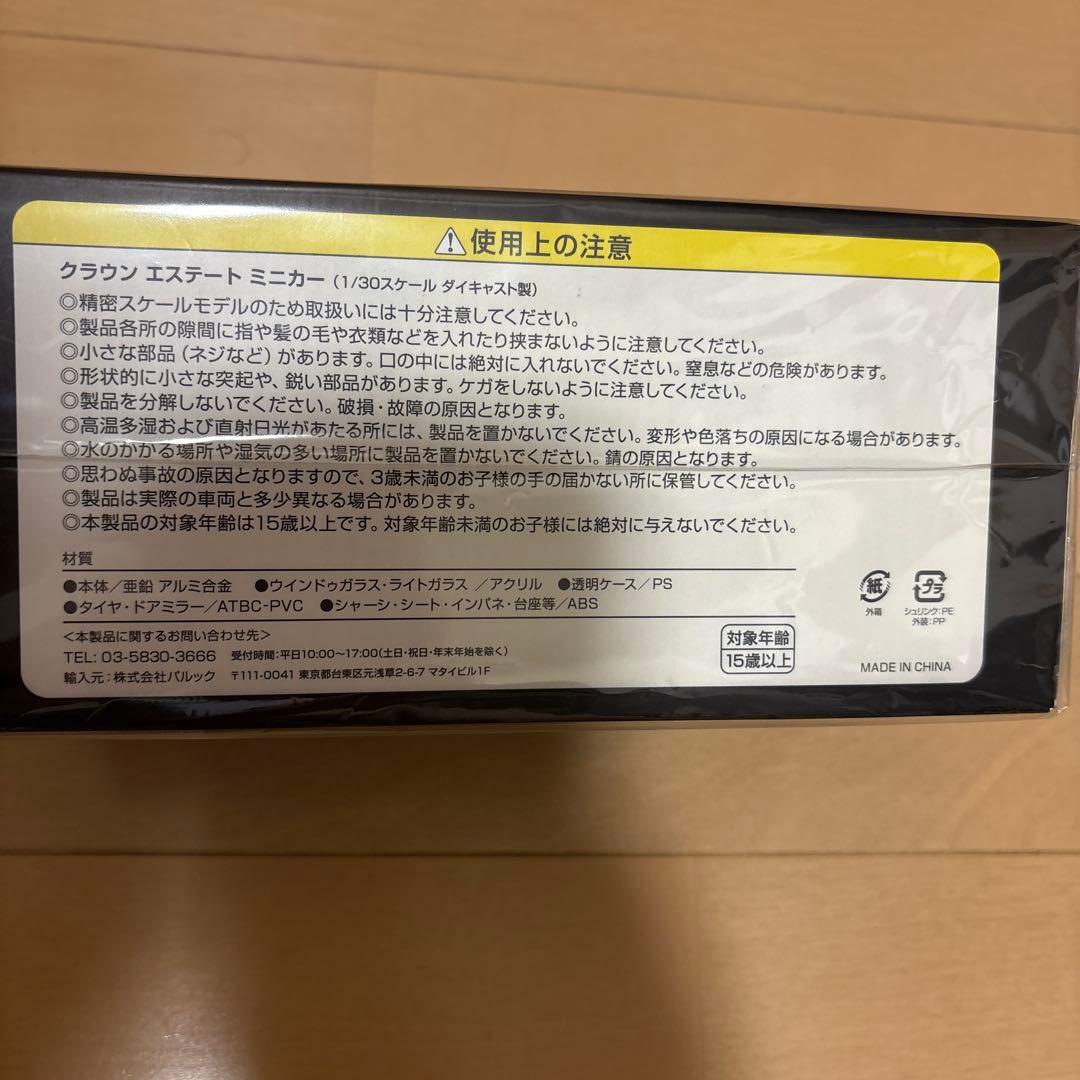 ⚠使用上の注意
クラウン エステート ミニカー (1/30スケール ダイキャスト製)
◎精密スケールモデルのため取扱いには十分注意してください。
◎製品各所の隙間に指や髪の毛や衣類などを入れたり挟まないように注意してください。
◎小さな部品(ネジなど)があります。口の中には絶対に入れないでください。窒息などの危険があります。
◎形状的に小さな突起や、鋭い部品があります。ケガをしないように注意してください。
◎製品を分解しないでください。破損・故障の原因となります。
◎高温多湿および直射日光があたる所には、製品を置かないでください。変形や色落ちの原因になる場合があります。
◎水のかかる場所や湿気の多い場所に製品を置かないでください。錆の原因となります。
◎思わぬ事故の原因となりますので、3歳未満のお子様の手の届かない所に保管してください。
◎製品は実際の車両と多少異なる場合があります。
◎本製品の対象年齢は15歳以上です。対象年齢未満のお子様には絶対に与えないでください。
材質
●本体/亜鉛 アルミ合金 ●ウインドゥガラス・ライトガラス /アクリル ●透明ケース/PS
●タイヤ・ドアミラー/ATBC-PVC ●シャーシ・シート・インパネ・台座等/ABS
<本製品に関するお問い合わせ先>
TEL: 03-5830-3666 受付時間:平日10:00〜17:00(土日・祝日・年末年始を除く)
輸入元:株式会社バルック 〒111-0041 東京都台東区元浅草2-6-7 マタイビル1F
対象年齢
15歳以上
紙
外箱
プラ
シュリンク:PE
外装:PP
MADE IN CHINA